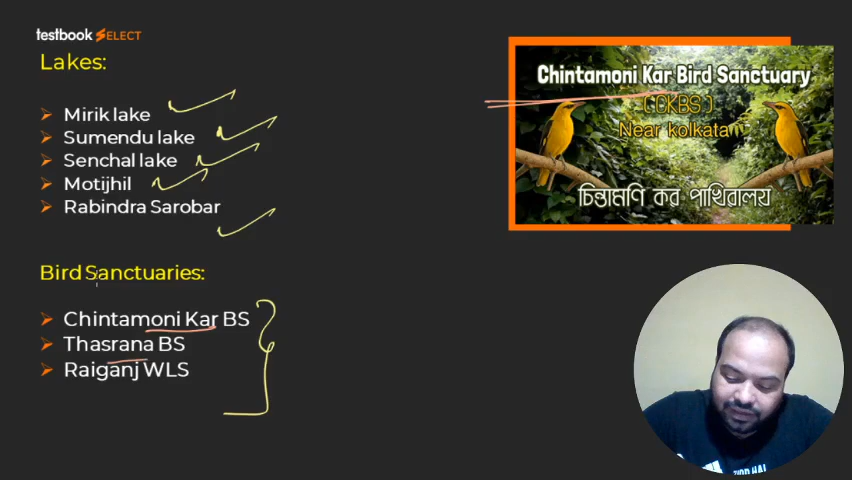 testbook SELECT
Lakes:
Mirik lake
Sumendu lake
Senchal lake
Motijhil
Rabindra Sarobar
Bird Sanctuaries:
Chintamoni Kar BS
Thasrana BS
Raiganj WLS
Chintamoni Kar Bird Sanctuary
(CKBS)
Near kolkata
চিন্তামণি কর পাখিরালয়